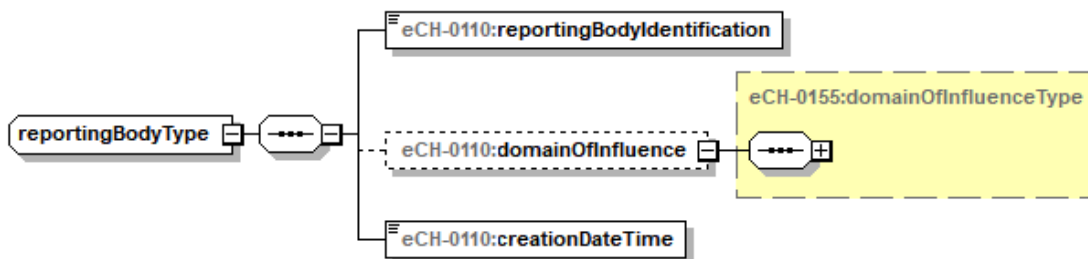 eCH-0110:reportingBodyIdentification
eCH-0155:domainOfInfluenceType
reportingBodyType
eCH-0110:domainOfInfluence
eCH-0110:creationDateTime